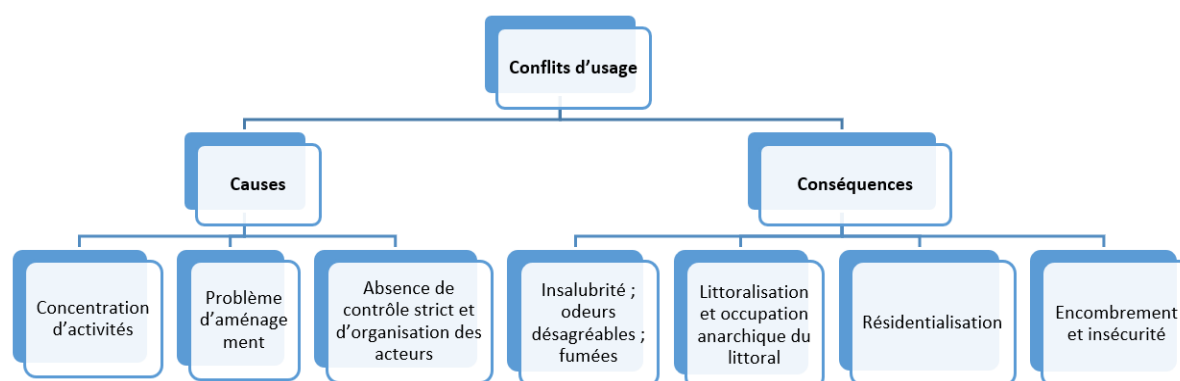 Conflits d'usage
Causes
Conséquences
Concentration
d'activités
Problème
d'aménage
ment
Absence de
contrôle strict et
d'organisation des
acteurs
Insalubrité ;
odeurs
désagréables ;
fumées
Littoralisation
et occupation
anarchique du
littoral
Résidentialisation
Encombrement
et insécurité